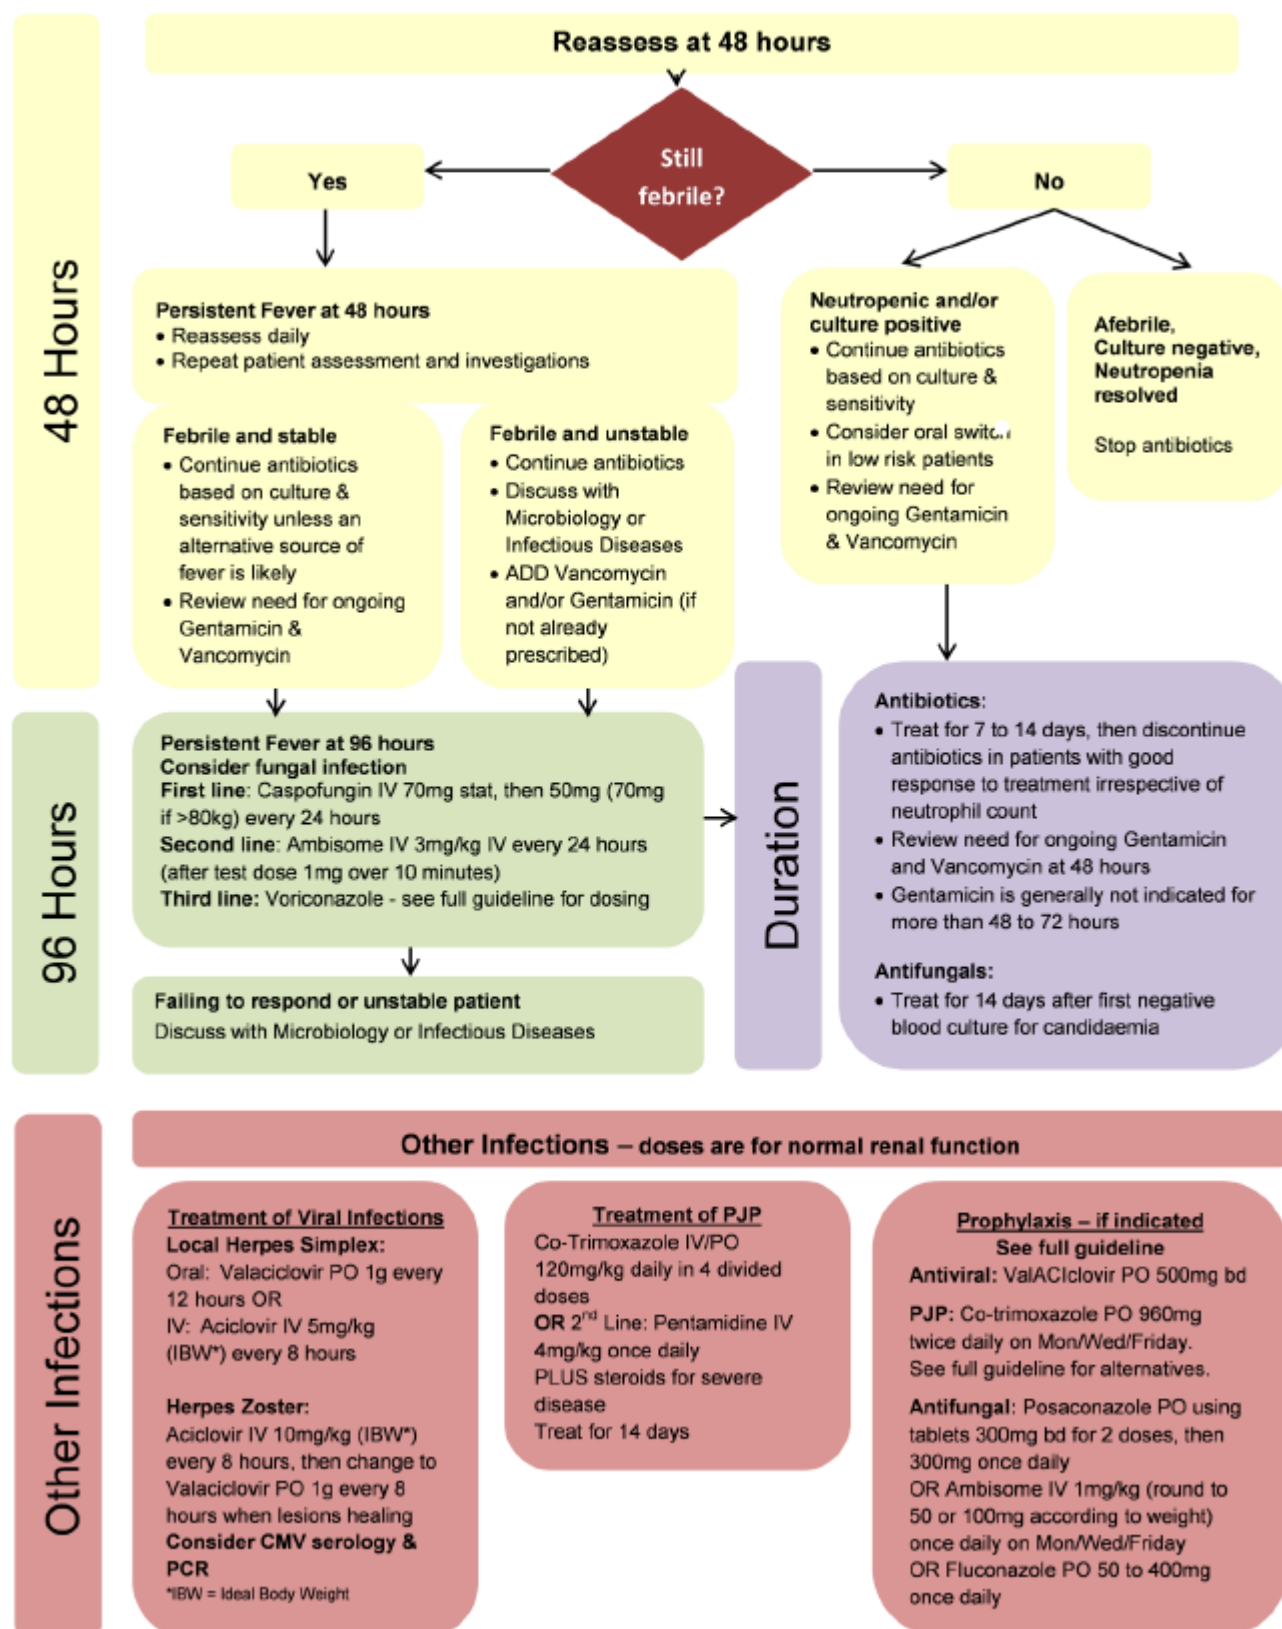 Reassess at 48 hours
Still
febrile?
Yes
No
48 Hours
Persistent Fever at 48 hours
• Reassess daily
• Repeat patient assessment and investigations
Febrile and stable
• Continue antibiotics
based on culture &
sensitivity unless an
alternative source of
fever is likely
• Review need for ongoing
Gentamicin &
Vancomycin
Febrile and unstable
• Continue antibiotics
• Discuss with
Microbiology or
Infectious Diseases
• ADD Vancomycin
and/or Gentamicin (if
not already
prescribed)
Neutropenic and/or
culture positive
• Continue antibiotics
based on culture &
sensitivity
• Consider oral switch
in low risk patients
• Review need for
ongoing Gentamicin
& Vancomycin
Afebrile,
Culture negative,
Neutropenia
resolved
Stop antibiotics
96 Hours
Persistent Fever at 96 hours
Consider fungal infection
First line: Caspofungin IV 70mg stat, then 50mg (70mg
if >80kg) every 24 hours
Second line: Ambisome IV 3mg/kg IV every 24 hours
(after test dose 1mg over 10 minutes)
Third line: Voriconazole - see full guideline for dosing
Failing to respond or unstable patient
Discuss with Microbiology or Infectious Diseases
Duration
Antibiotics:
• Treat for 7 to 14 days, then discontinue
antibiotics in patients with good
response to treatment irrespective of
neutrophil count
• Review need for ongoing Gentamicin
and Vancomycin at 48 hours
• Gentamicin is generally not indicated for
more than 48 to 72 hours
Antifungals:
• Treat for 14 days after first negative
blood culture for candidaemia
Other Infections
Other Infections – doses are for normal renal function
Treatment of Viral Infections
Local Herpes Simplex:
Oral: Valaciclovir PO 1g every
12 hours OR
IV: Aciclovir IV 5mg/kg
(IBW*) every 8 hours
Herpes Zoster:
Aciclovir IV 10mg/kg (IBW*)
every 8 hours, then change to
Valaciclovir PO 1g every 8
hours when lesions healing
Consider CMV serology &
PCR
*IBW = Ideal Body Weight
Treatment of PJP
Co-Trimoxazole IV/PO
120mg/kg daily in 4 divided
doses
OR 2nd Line: Pentamidine IV
4mg/kg once daily
PLUS steroids for severe
disease
Treat for 14 days
Prophylaxis – if indicated
See full guideline
Antiviral: ValACIclovir PO 500mg bd
PJP: Co-trimoxazole PO 960mg
twice daily on Mon/Wed/Friday.
See full guideline for alternatives.
Antifungal: Posaconazole PO using
tablets 300mg bd for 2 doses, then
300mg once daily
OR Ambisome IV 1mg/kg (round to
50 or 100mg according to weight)
once daily on Mon/Wed/Friday
OR Fluconazole PO 50 to 400mg
once daily